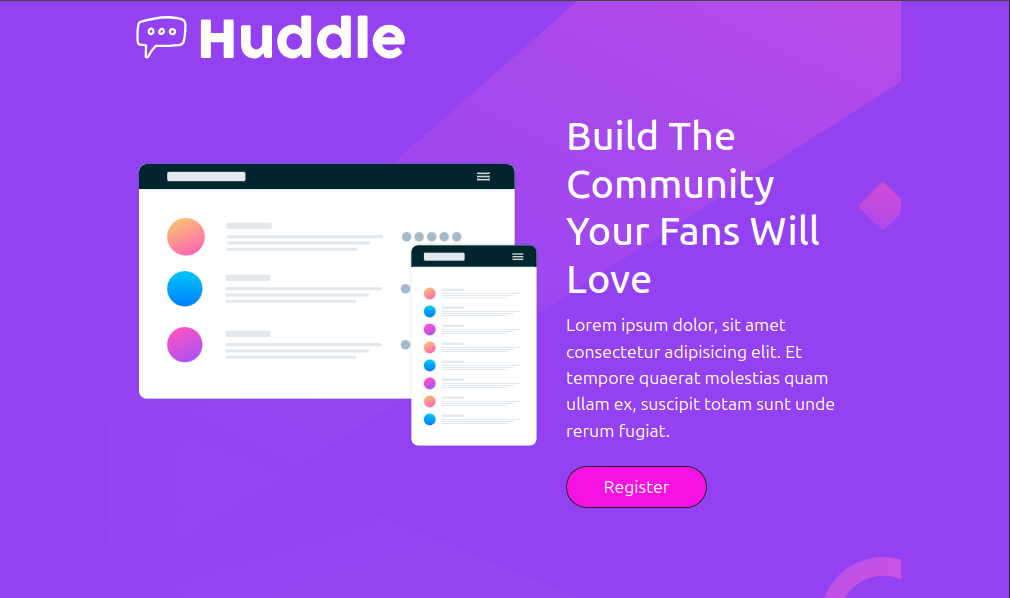 Huddle
Build The
Community
Your Fans Will
Love
Lorem ipsum dolor, sit amet
consectetur adipisicing elit. Et
tempore quaerat molestias quam
ullam ex, suscipit totam sunt unde
rerum fugiat.
Register